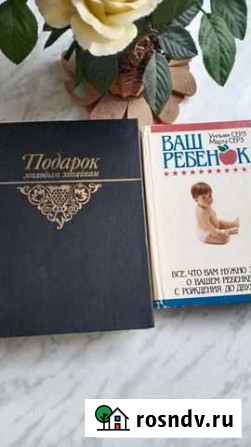 Подарок
молодым хозяйкам
Уильям СЕРЗ
Марта СЕРЗ
ВАШ
РЕБЕНОК
ВСЕ, ЧТО ВАМ НУЖНО
О ВАШЕМ РЕБЕНКЕ
С РОЖДЕНИЯ ДО ДВУ
rosndv.ru